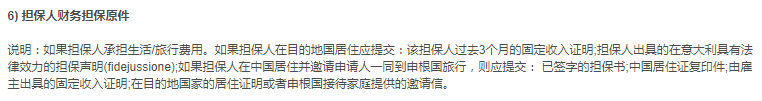 6) 担保人财务担保原件
说明：如果担保人承担生活/旅行费用。如果担保人在目的地国居住应提交：该担保人过去3个月的固定收入证明;担保人出具的在意大利具有法
律效力的担保声明(fidejussione);如果担保人在中国居住并邀请申请人一同到申根国旅行，则应提交： 已签字的担保书;中国居住证复印件;由雇
主出具的固定收入证明;在目的地国家的居住证明或者申根国接待家庭提供的邀请信。